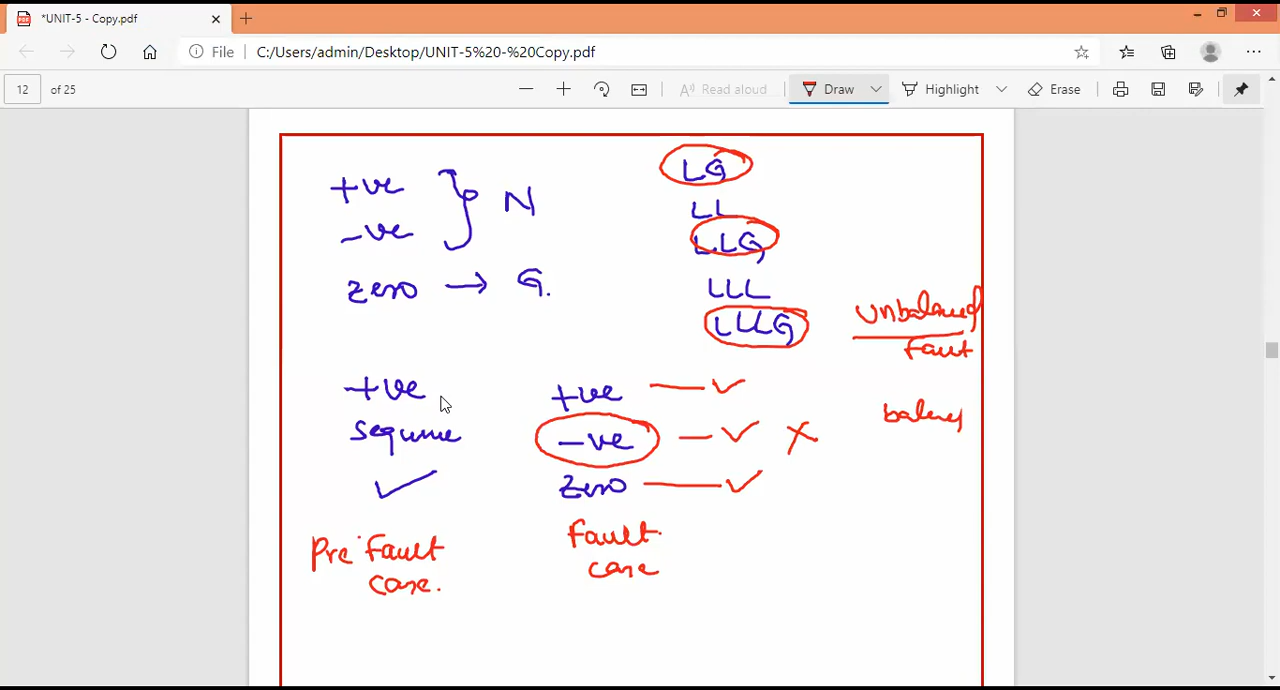 *UNIT-5 - Copy.pdf
File C:/Users/admin/Desktop/UNIT-5%20-%20Copy.pdf
12 of 25
Read aloud Draw Highlight Erase
+ve
-ve
N
zero → G.
LG
LL
LLG
LLL
LLLG
unbalanced
fault
+ve
sequence
+ve
-ve
zero
Pre fault
case.
fault
case